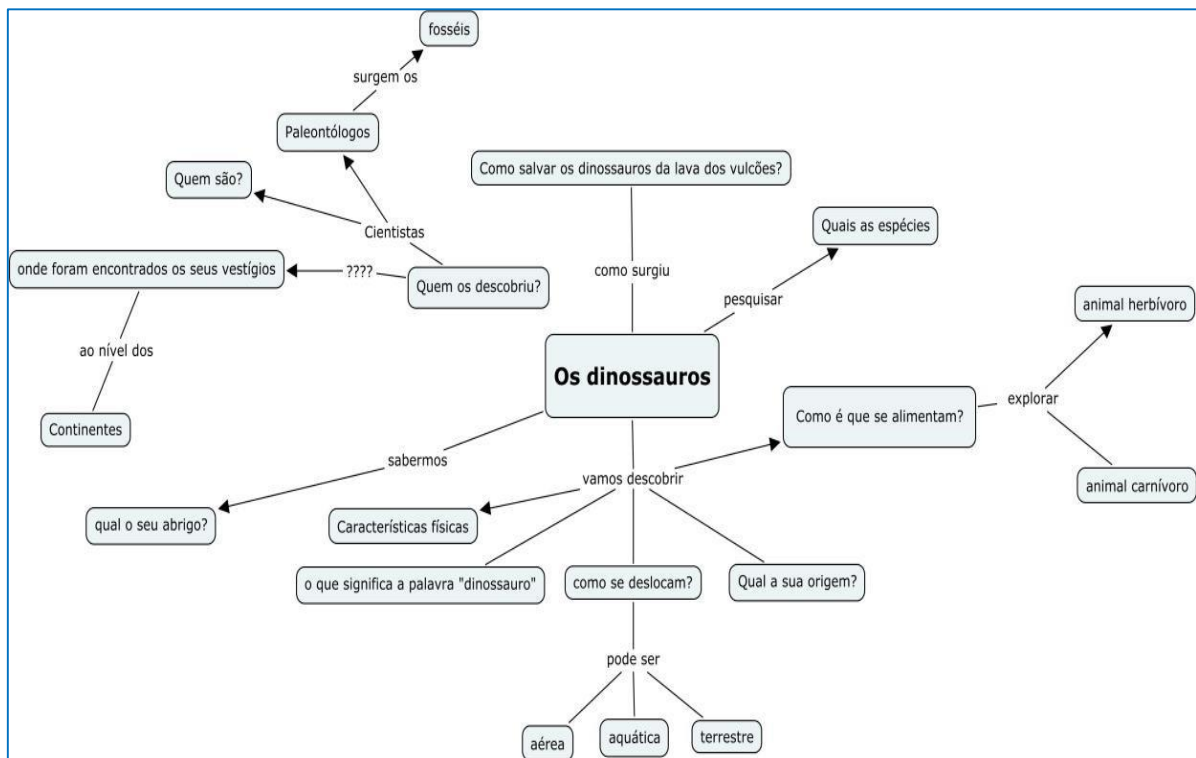 fosséis
surgem os
Paleontólogos
Como salvar os dinossauros da lava dos vulcões?
Quem são?
Quais as espécies
Cientistas
onde foram encontrados os seus vestígios
????
Quem os descobriu?
como surgiu
pesquisar
animal herbívoro
ao nível dos
Os dinossauros
Como é que se alimentam?
explorar
Continentes
sabermos
vamos descobrir
animal carnívoro
qual o seu abrigo?
Características físicas
o que significa a palavra "dinossauro"
como se deslocam?
Qual a sua origem?
pode ser
aérea
aquática
terrestre